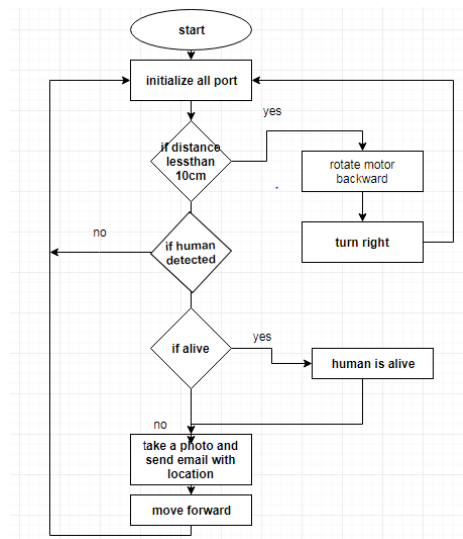 start
initialize all port
yes
if distance
lessthan
10cm
rotate motor
backward
turn right
no
if human
detected
if alive
yes
human is alive
no
take a photo and
send email with
location
move forward